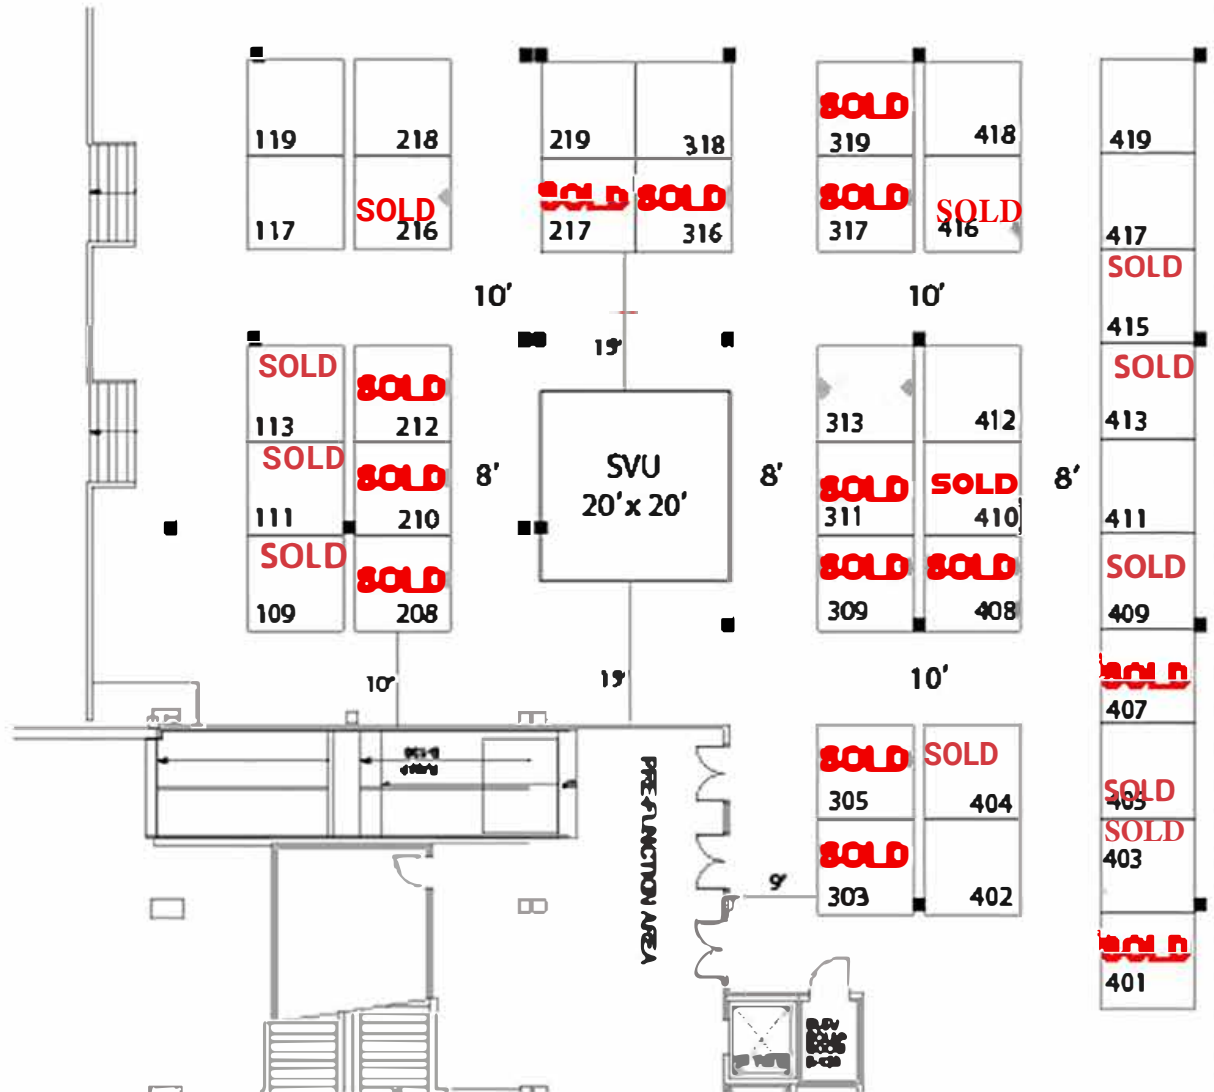 SOLD
119
218
219
318
319
418
419
SOLD
SOLD
SOLD
SOLD
SOLD
117
216
217
316
317
416
417
SOLD
10'
10'
415
15'
SOLD
SOLD
SOLD
113
212
313
412
413
SOLD
SOLD
SVU
8'
8'
8'
SOLD
SOLD
20' x 20'
111
210
311
410
411
SOLD
SOLD
SOLD
SOLD
SOLD
109
208
309
408
409
10'
15'
10'
SOLD
407
SOLD
SOLD
PRE-FUNCTION AREA
305
404
SOLD
405
SOLD
SOLD
403
9'
303
402
SOLD
401